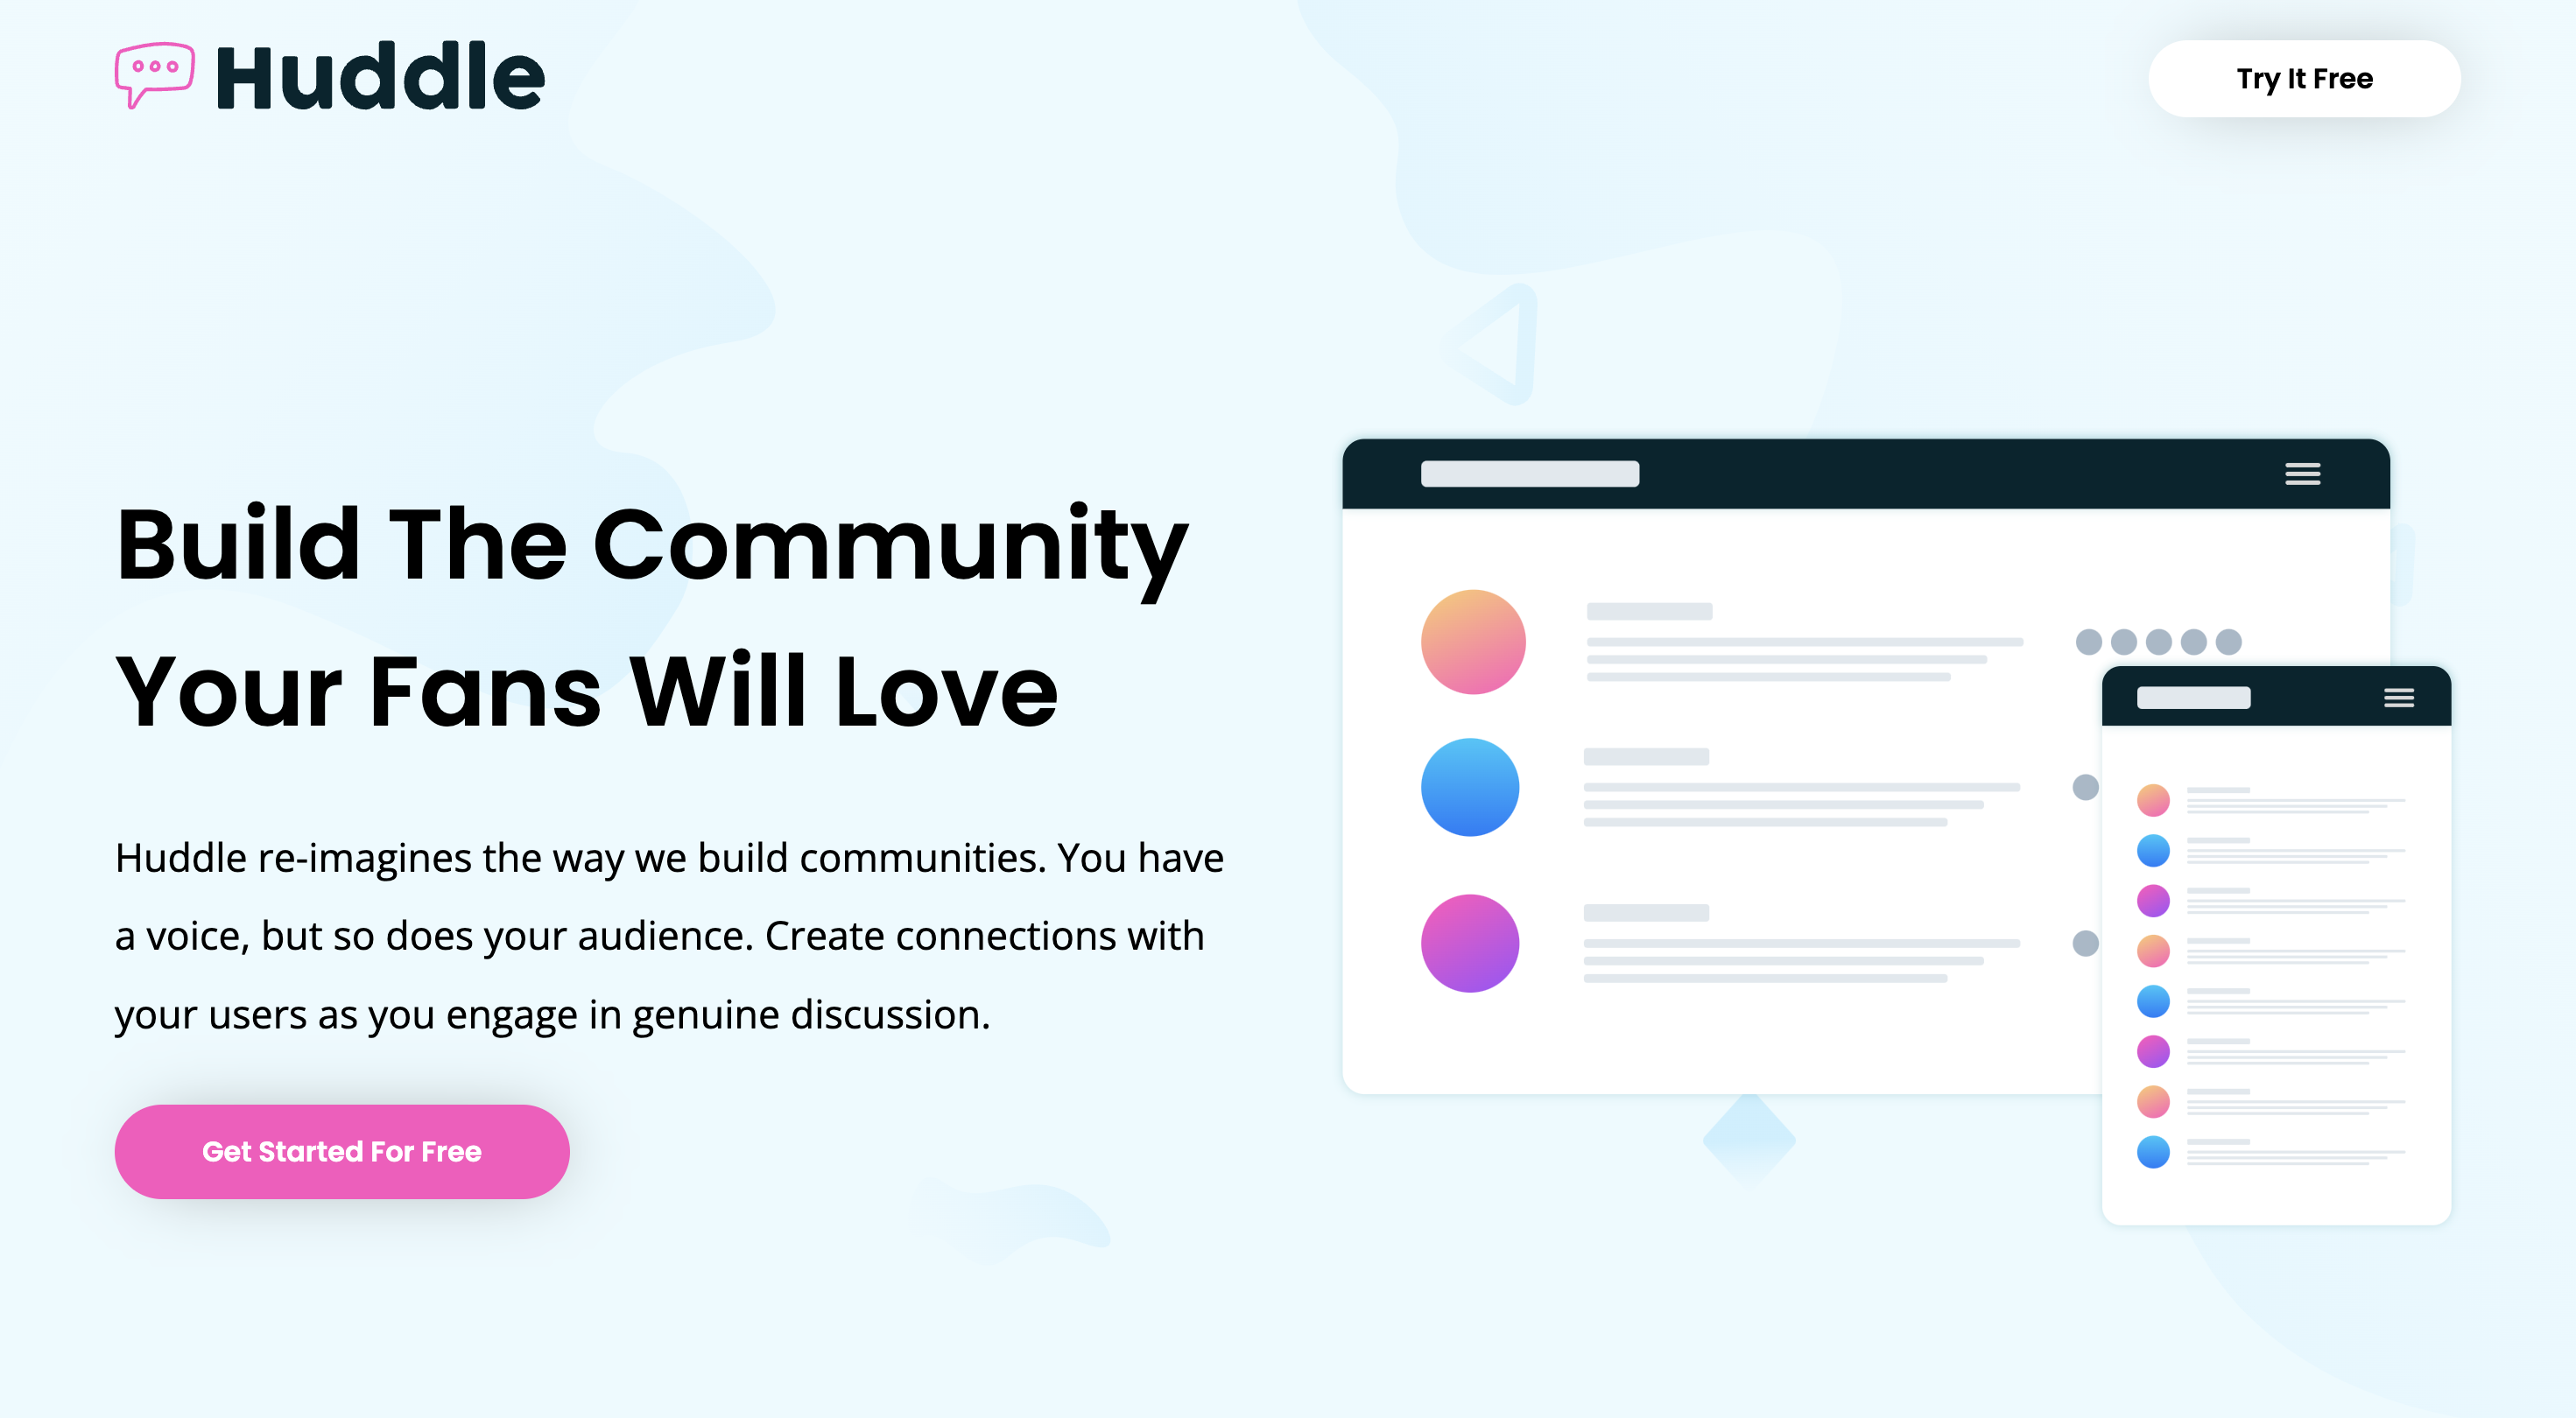 Huddle
Try It Free
Build The Community
Your Fans Will Love
Huddle re-imagines the way we build communities. You have
a voice, but so does your audience. Create connections with
your users as you engage in genuine discussion.
Get Started For Free